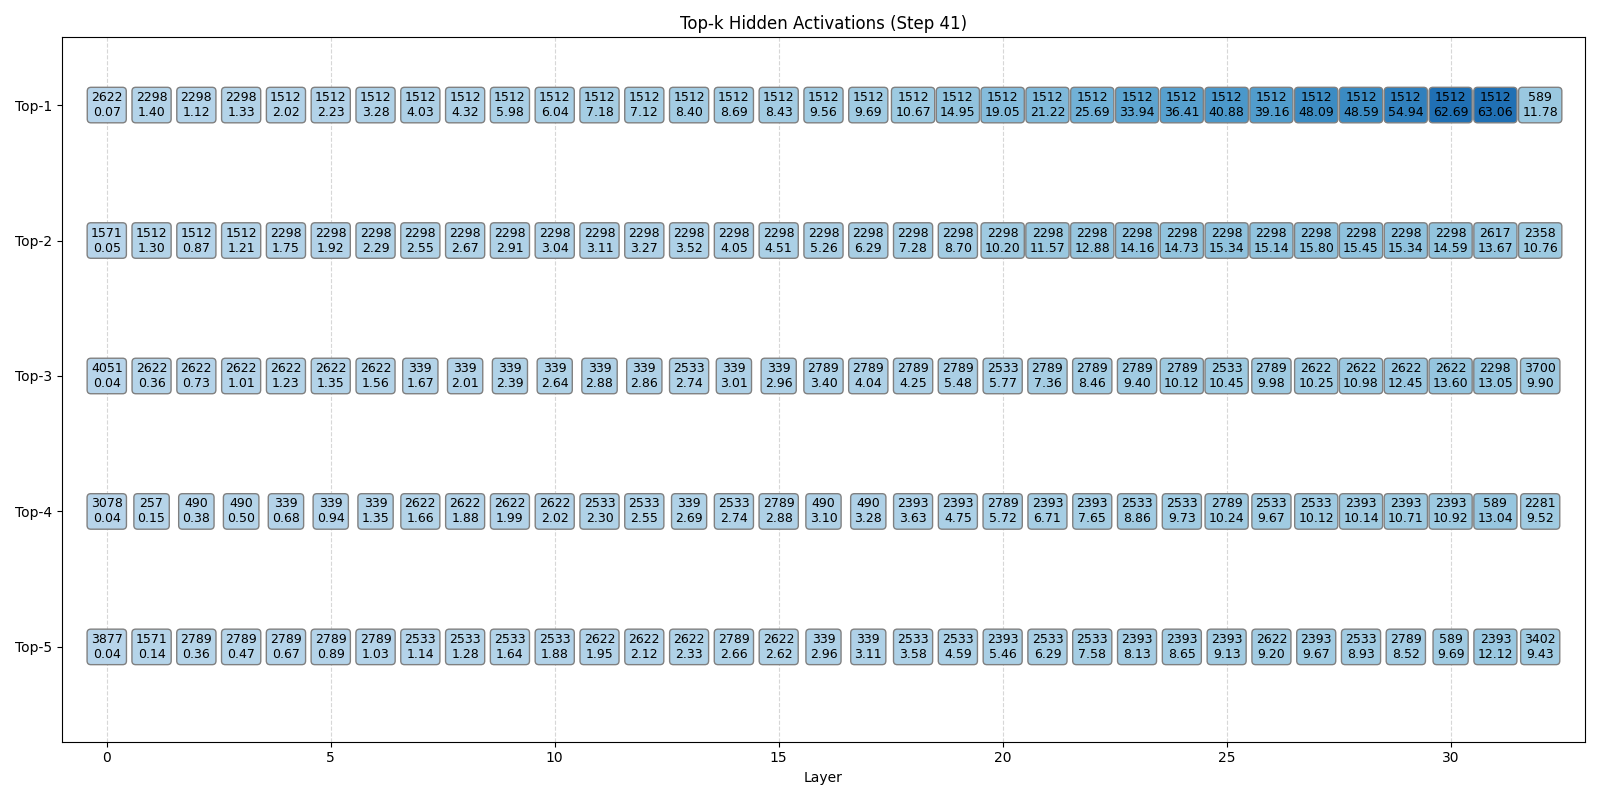 Top-k Hidden Activations (Step 41)
Top-1
2622 2298 2298 2298 1512 1512 1512 1512 1512 1512 1512 1512 1512 1512 1512 1512 1512 1512 1512 1512 1512 1512 1512 1512 1512 1512 1512 1512 1512 1512 1512 1512 589
0.07 1.40 1.12 1.33 2.02 2.23 3.28 4.03 4.32 5.98 6.04 7.18 7.12 8.40 8.69 8.43 9.56 9.69 10.67 14.95 19.05 21.22 25.69 33.94 36.41 40.88 39.16 48.09 48.59 54.94 62.69 63.06 11.78
Top-2
1571 1512 1512 1512 2298 2298 2298 2298 2298 2298 2298 2298 2298 2298 2298 2298 2298 2298 2298 2298 2298 2298 2298 2298 2298 2298 2298 2298 2298 2298 2298 2617 2358
0.05 1.30 0.87 1.21 1.75 1.92 2.29 2.55 2.67 2.91 3.04 3.11 3.27 3.52 4.05 4.51 5.26 6.29 7.28 8.70 10.20 11.57 12.88 14.16 14.73 15.34 15.14 15.80 15.45 15.34 14.59 13.67 10.76
Top-3
4051 2622 2622 2622 2622 2622 2622 339 339 339 339 339 339 2533 339 339 2789 2789 2789 2789 2533 2789 2789 2789 2789 2533 2789 2622 2622 2622 2622 2298 3700
0.04 0.36 0.73 1.01 1.23 1.35 1.56 1.67 2.01 2.39 2.64 2.88 2.86 2.74 3.01 2.96 3.40 4.04 4.25 5.48 5.77 7.36 8.46 9.40 10.12 10.45 9.98 10.25 10.98 12.45 13.60 13.05 9.90
Top-4
3078 257 490 490 339 339 339 2622 2622 2622 2622 2533 2533 339 2533 2789 490 490 2393 2393 2789 2393 2393 2533 2533 2789 2533 2533 2393 2393 2393 589 2281
0.04 0.15 0.38 0.50 0.68 0.94 1.35 1.66 1.88 1.99 2.02 2.30 2.55 2.69 2.74 2.88 3.10 3.28 3.63 4.75 5.72 6.71 7.65 8.86 9.73 10.24 9.67 10.12 10.14 10.71 10.92 13.04 9.52
Top-5
3877 1571 2789 2789 2789 2789 2789 2533 2533 2533 2533 2622 2622 2622 2789 2622 339 339 2533 2533 2393 2533 2533 2393 2393 2393 2622 2393 2533 2789 589 2393 3402
0.04 0.14 0.36 0.47 0.67 0.89 1.03 1.14 1.28 1.64 1.88 1.95 2.12 2.33 2.66 2.62 2.96 3.11 3.58 4.59 5.46 6.29 7.58 8.13 8.65 9.13 9.20 9.67 8.93 8.52 9.69 12.12 9.43
0 5 10 15 20 25 30
Layer